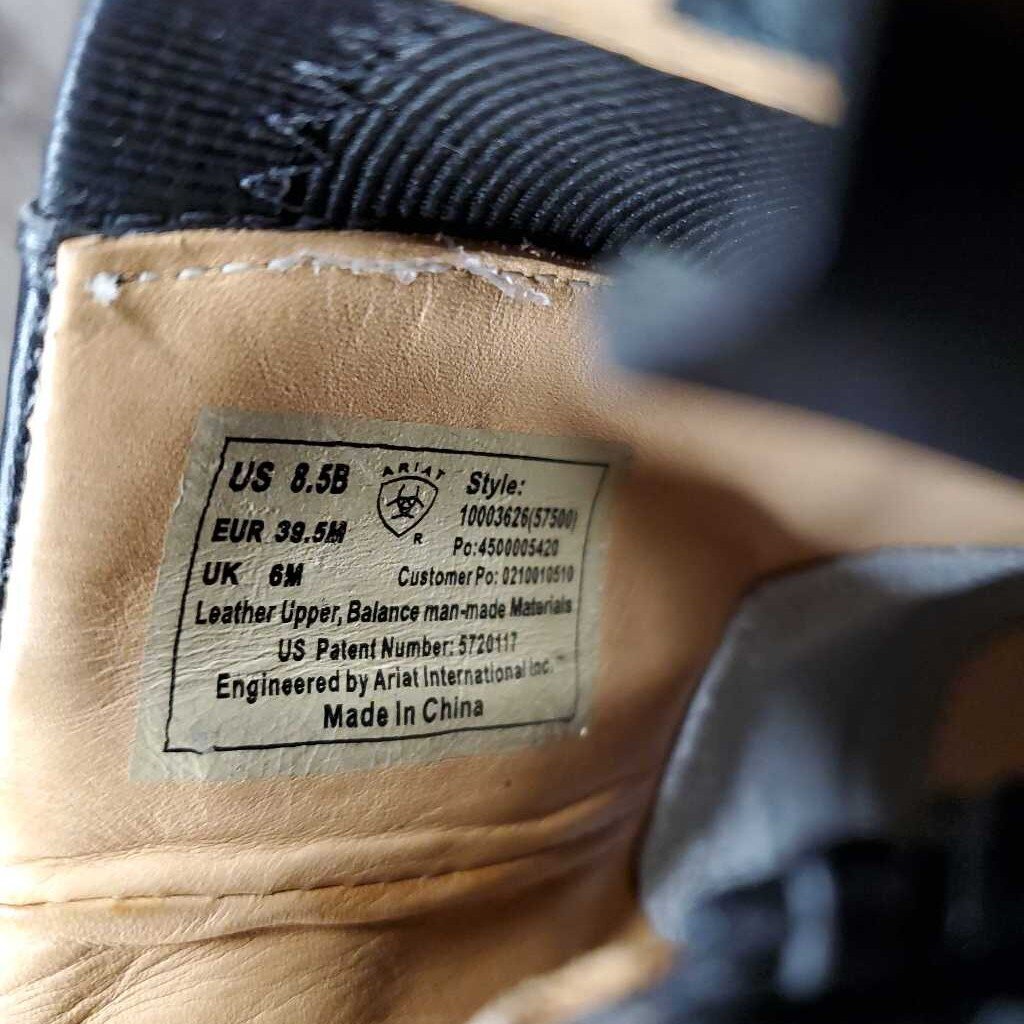 US 8.5B
ARIAT
R
Style:
10003626(57500)
EUR 39.5M
Po:4500005420
UK 6M
Customer Po: 0210010510
Leather Upper, Balance man-made Materials
US Patent Number: 5720117
Engineered by Ariat International Inc.
Made In China